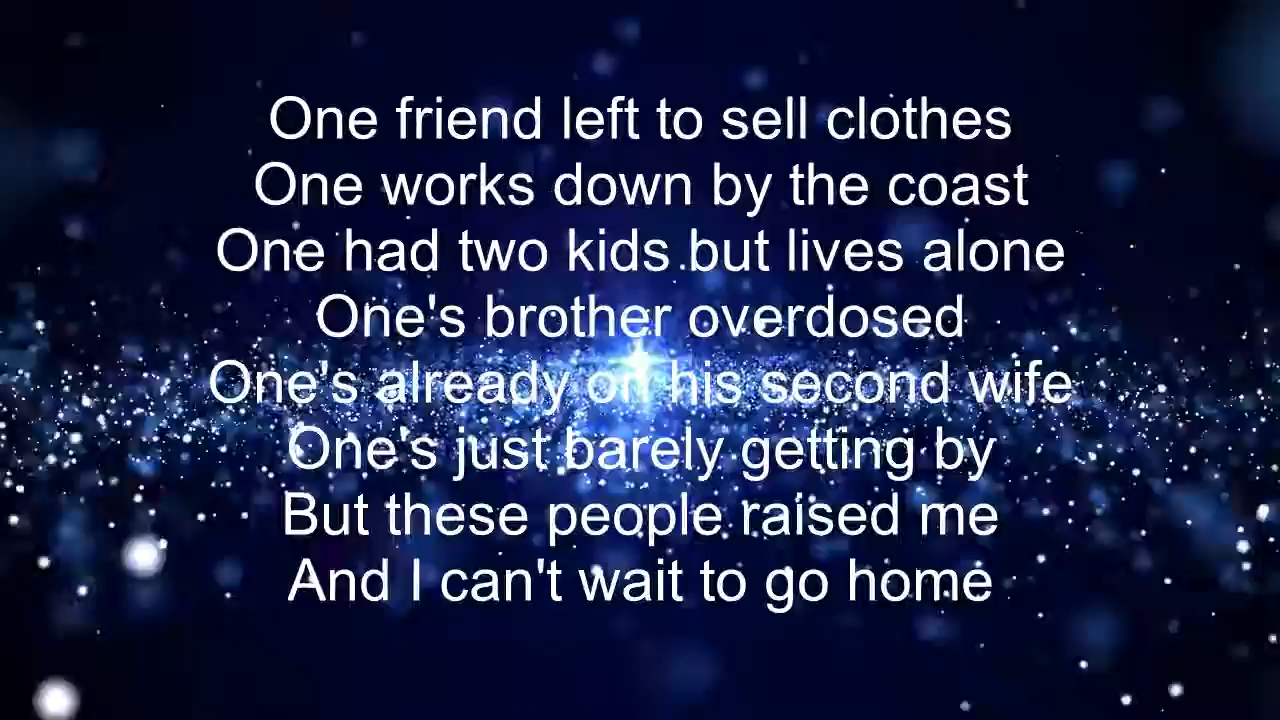 One friend left to sell clothes
One works down by the coast
One had two kids but lives alone
One's brother overdosed
One's already on his second wife
One's just barely getting by
But these people raised me
And I can't wait to go home